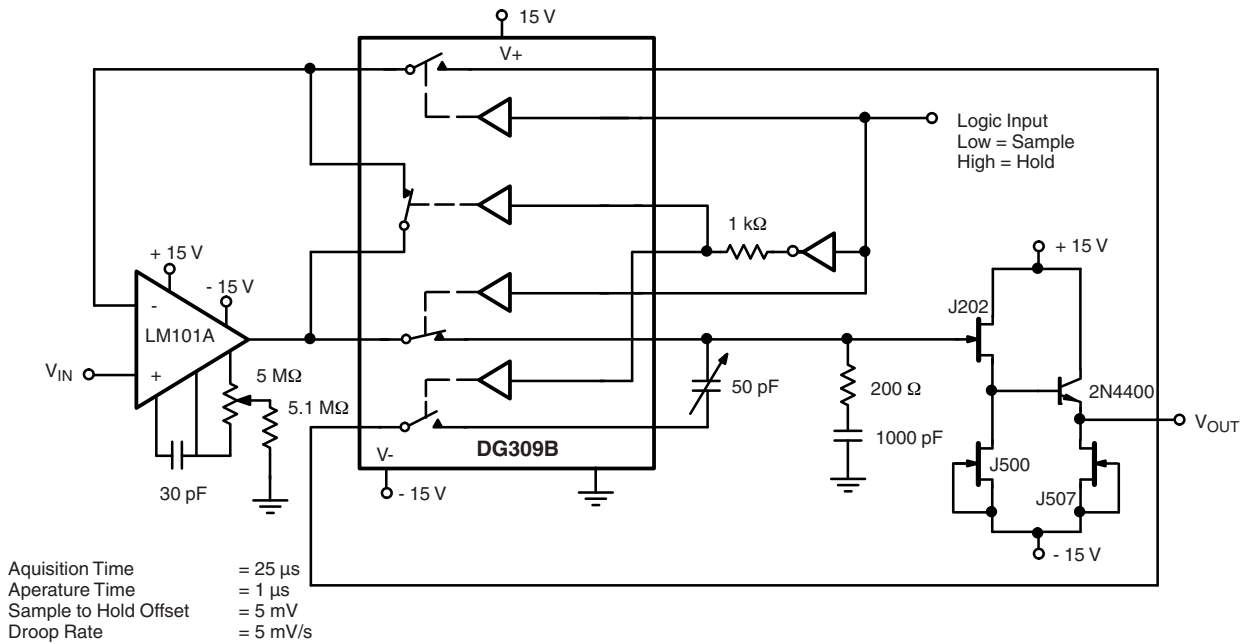 15 V
V+
Logic Input
Low = Sample
High = Hold
1 kΩ
+ 15 V
- 15 V
-
LM101A
VIN
+
5 MΩ
5.1 MΩ
30 pF
V-
- 15 V
DG309B
50 pF
200 Ω
1000 pF
+ 15 V
J202
2N4400
VOUT
J500
J507
- 15 V
Aquisition Time = 25 µs
Aperature Time = 1 µs
Sample to Hold Offset = 5 mV
Droop Rate = 5 mV/s